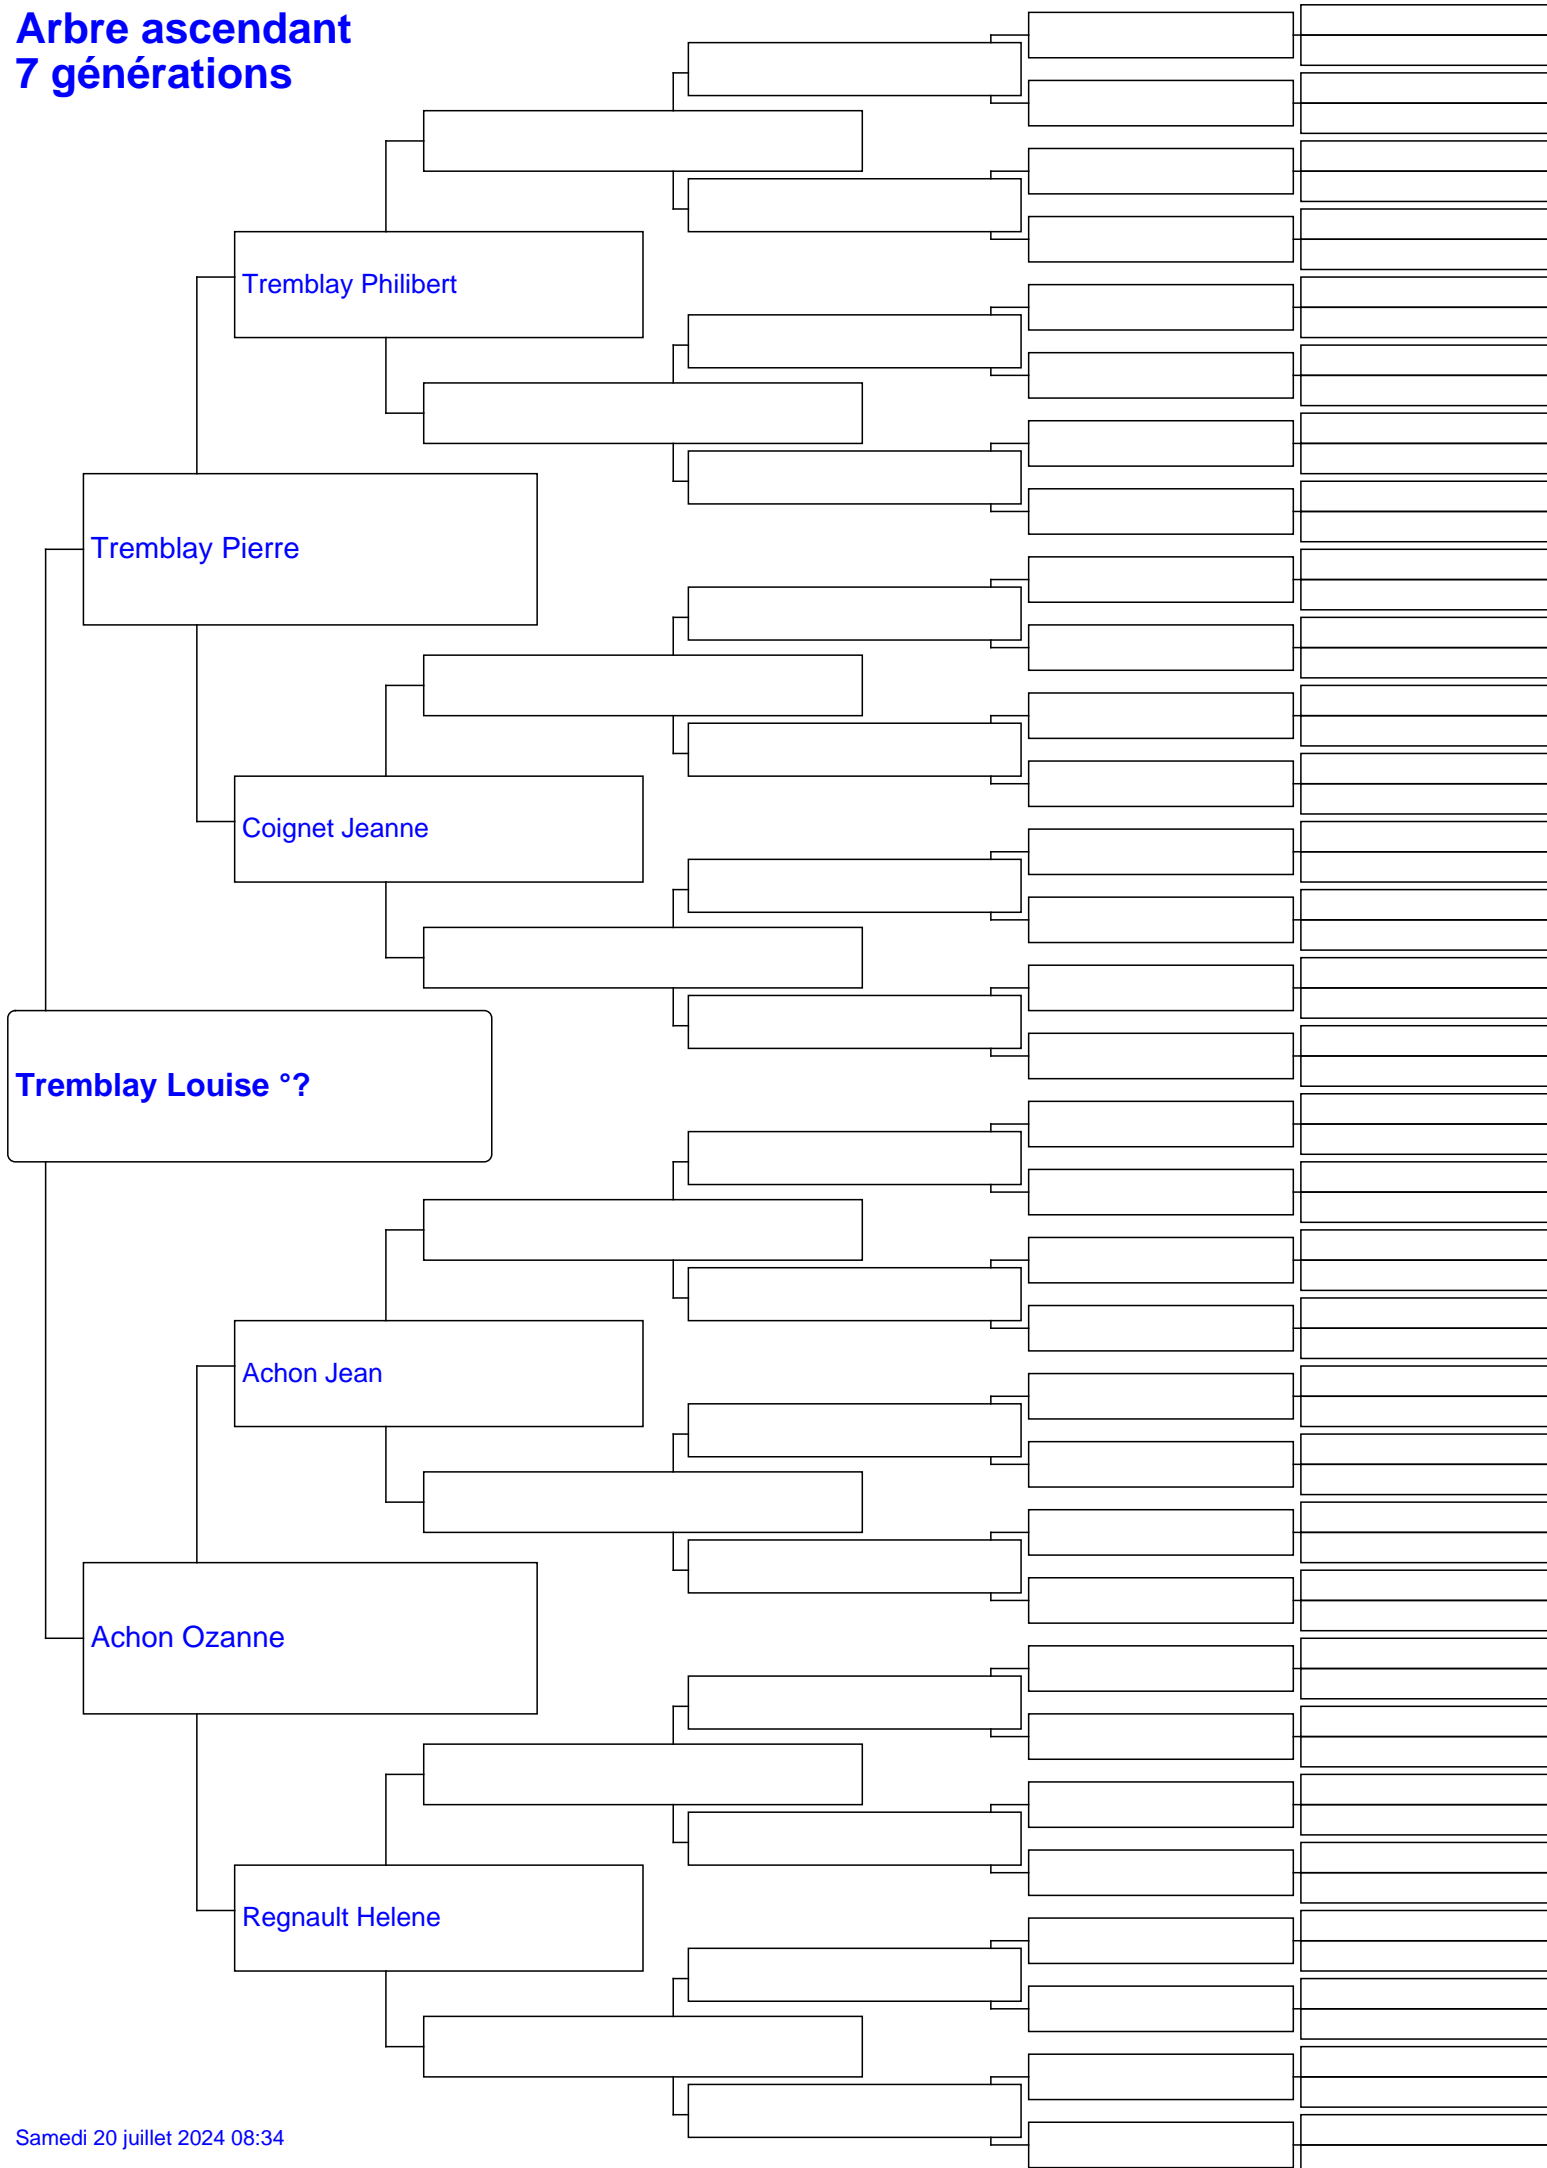 Arbre ascendant
7 générations
Tremblay Philibert
Tremblay Pierre
Coignet Jeanne
Tremblay Louise °?
Achon Jean
Achon Ozanne
Regnault Helene
Samedi 20 juillet 2024 08:34